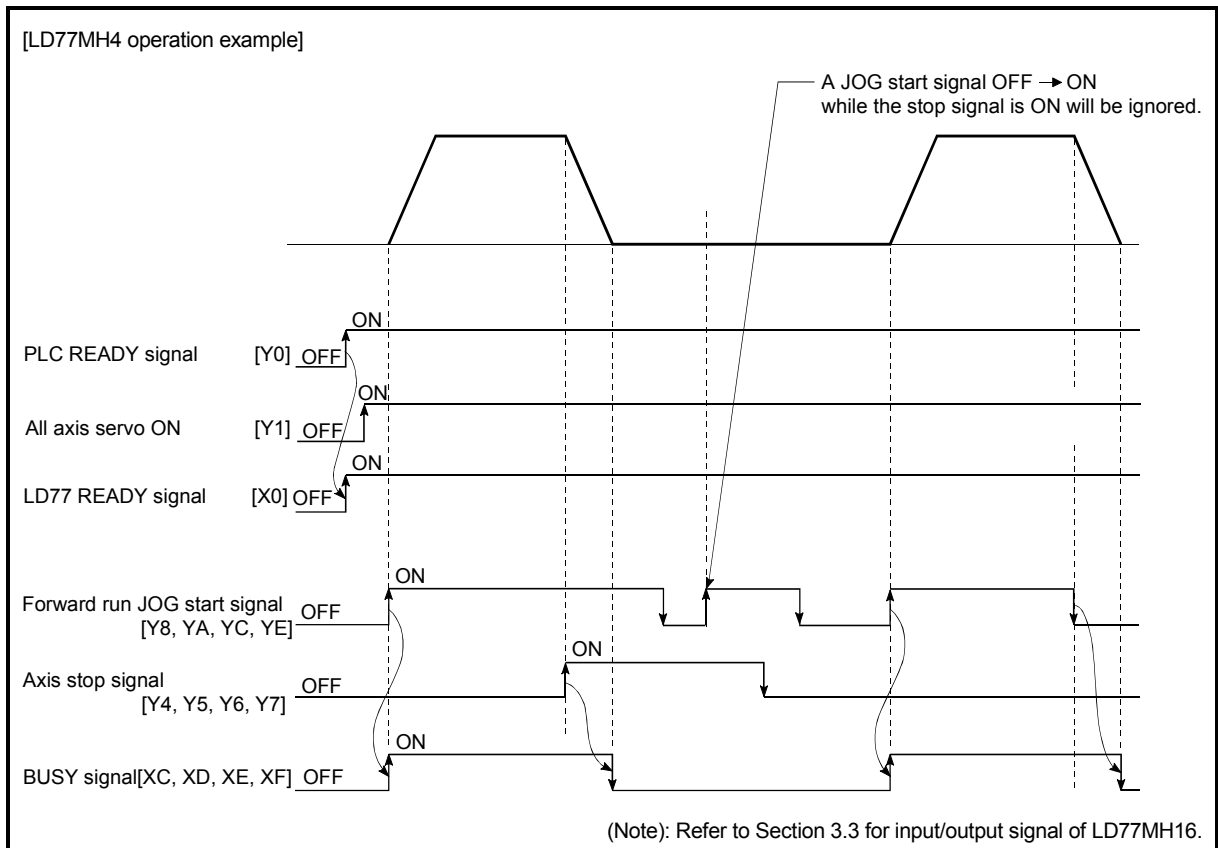 [LD77MH4 operation example]
A JOG start signal OFF → ON
while the stop signal is ON will be ignored.
ON
PLC READY signal [Y0] OFF
ON
All axis servo ON [Y1] OFF
ON
LD77 READY signal [X0] OFF
ON
Forward run JOG start signal OFF
[Y8, YA, YC, YE]
ON
Axis stop signal OFF
[Y4, Y5, Y6, Y7]
ON
BUSY signal[XC, XD, XE, XF] OFF
(Note): Refer to Section 3.3 for input/output signal of LD77MH16.